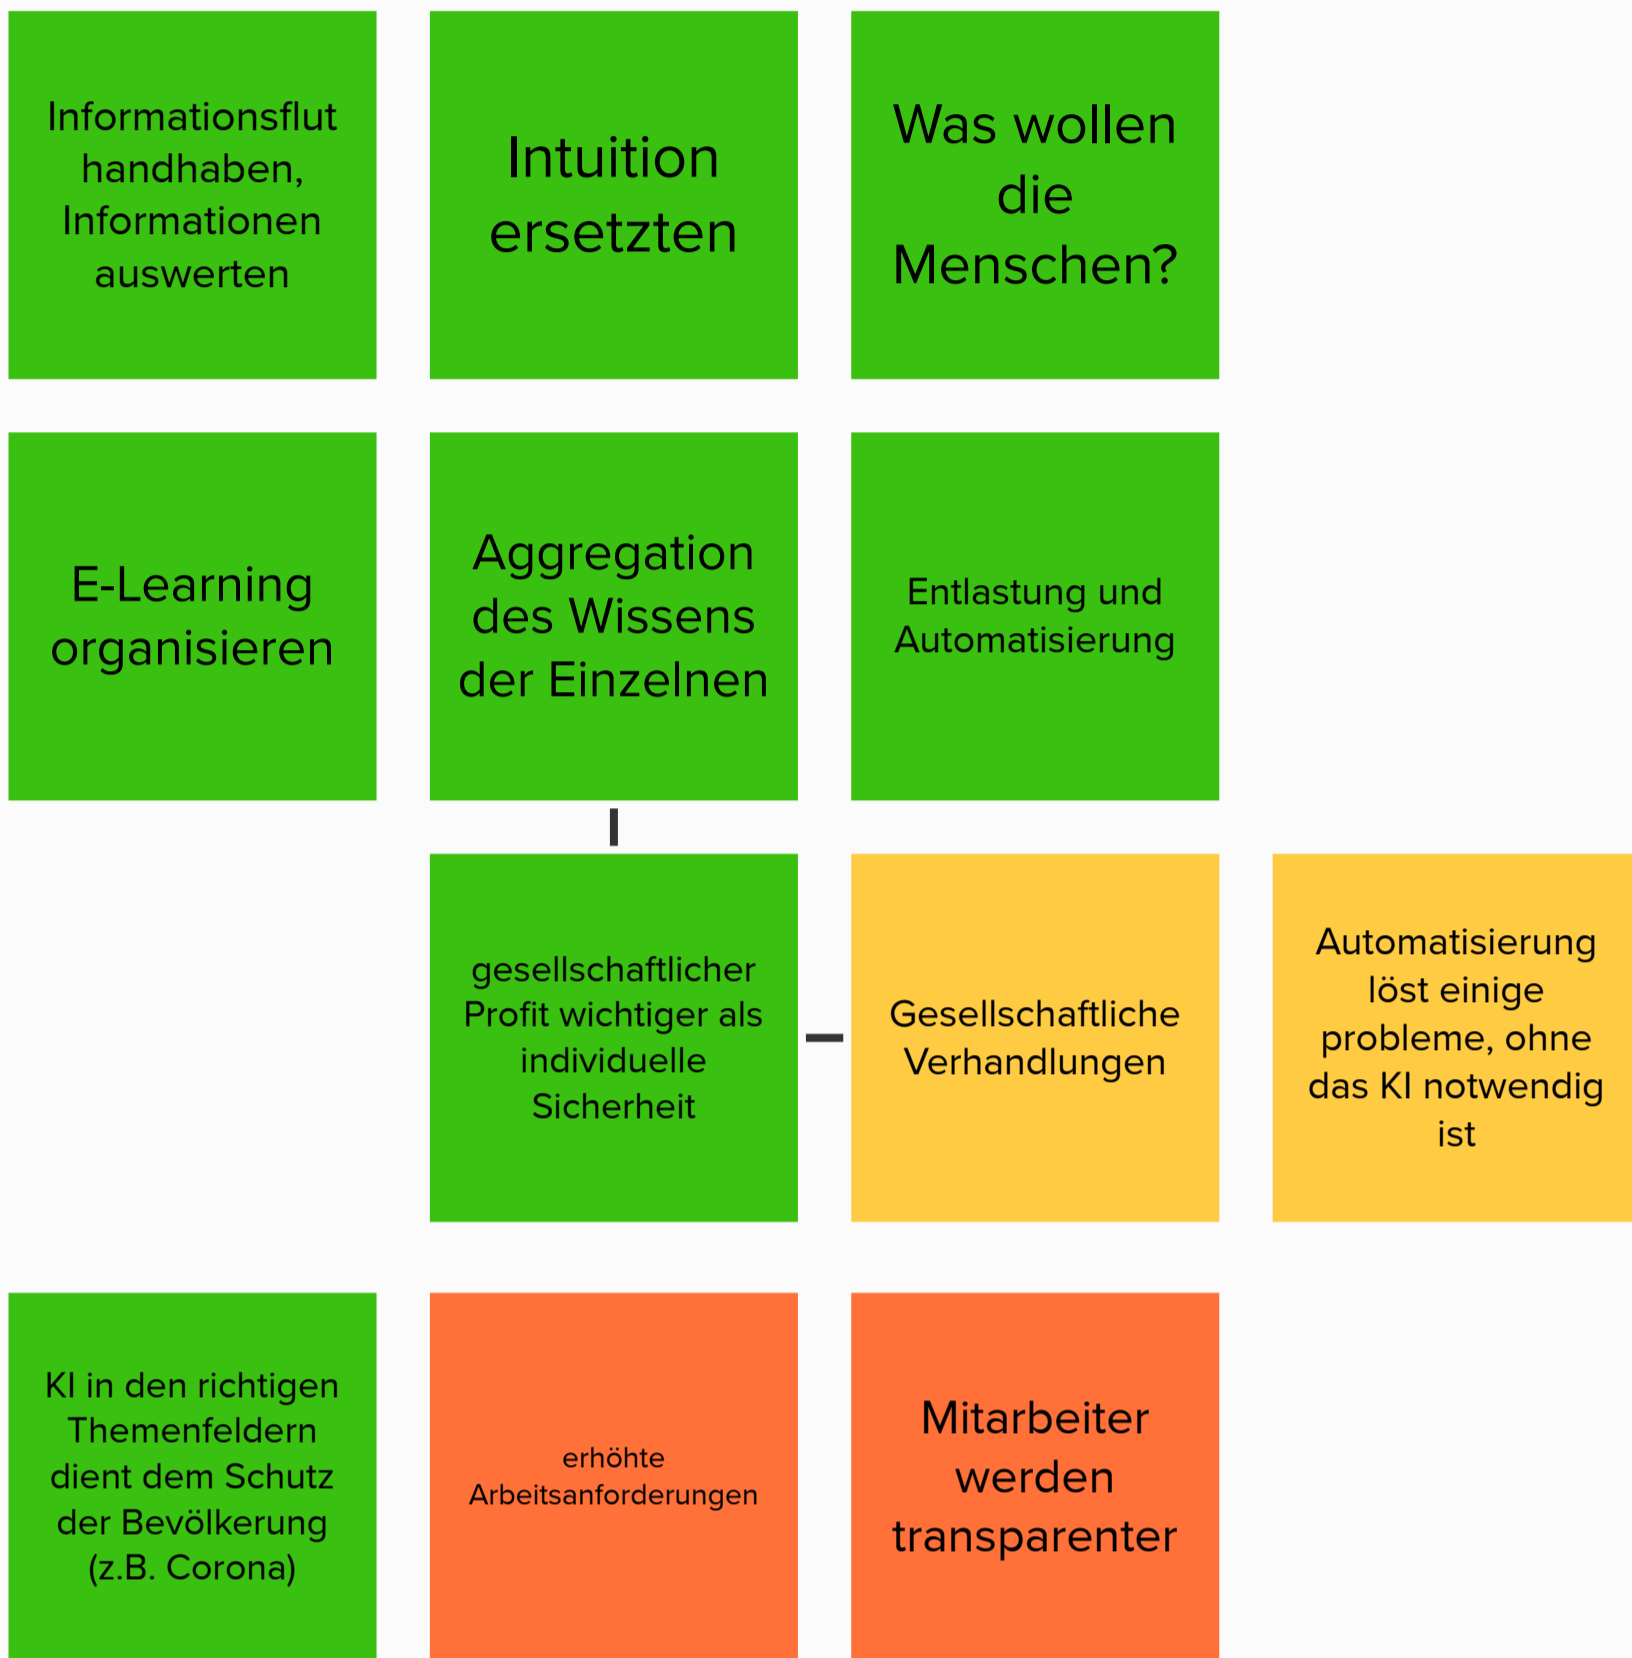 Informationsflut
handhaben,
Informationen
auswerten
Intuition
ersetzten
Was wollen
die
Menschen?
E-Learning
organisieren
Aggregation
des Wissens
der Einzelnen
Entlastung und
Automatisierung
gesellschaftlicher
Profit wichtiger als
individuelle
Sicherheit
Gesellschaftliche
Verhandlungen
Automatisierung
löst einige
probleme, ohne
das KI notwendig
ist
KI in den richtigen
Themenfeldern
dient dem Schutz
der Bevölkerung
(z.B. Corona)
erhöhte
Arbeitsanforderungen
Mitarbeiter
werden
transparenter